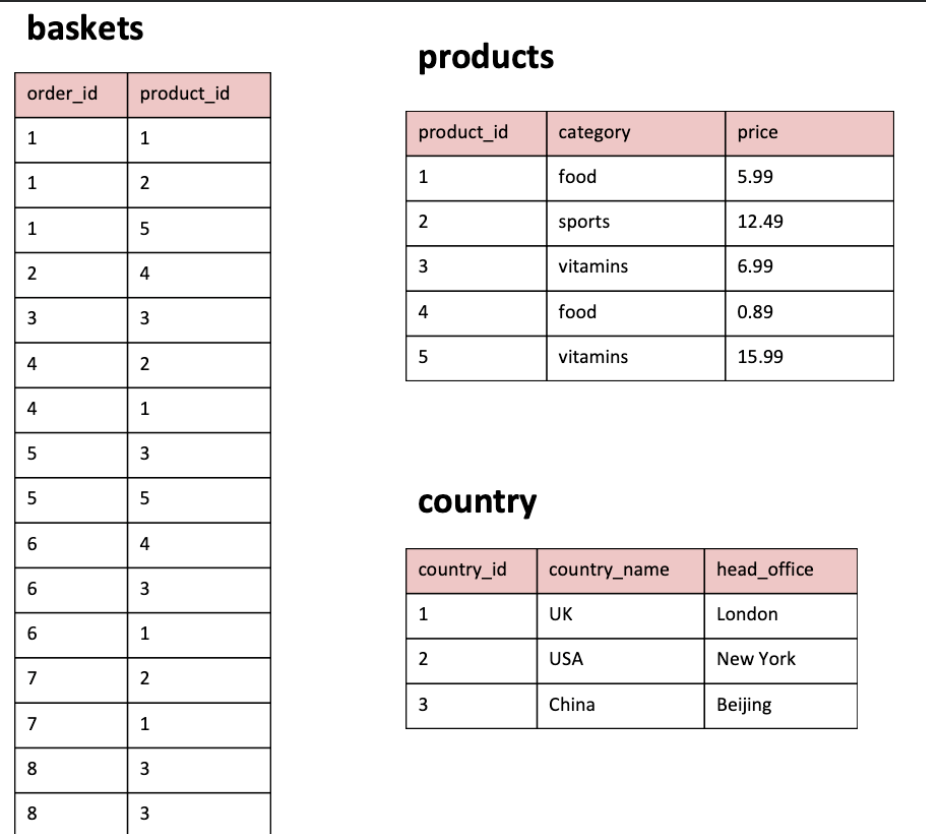 baskets
order_id product_id
1 1
1 2
1 5
2 4
3 3
4 2
4 1
5 3
5 5
6 4
6 3
6 1
7 2
7 1
8 3
8 3
products
product_id category price
1 food 5.99
2 sports 12.49
3 vitamins 6.99
4 food 0.89
5 vitamins 15.99
country
country_id country_name head_office
1 UK London
2 USA New York
3 China Beijing